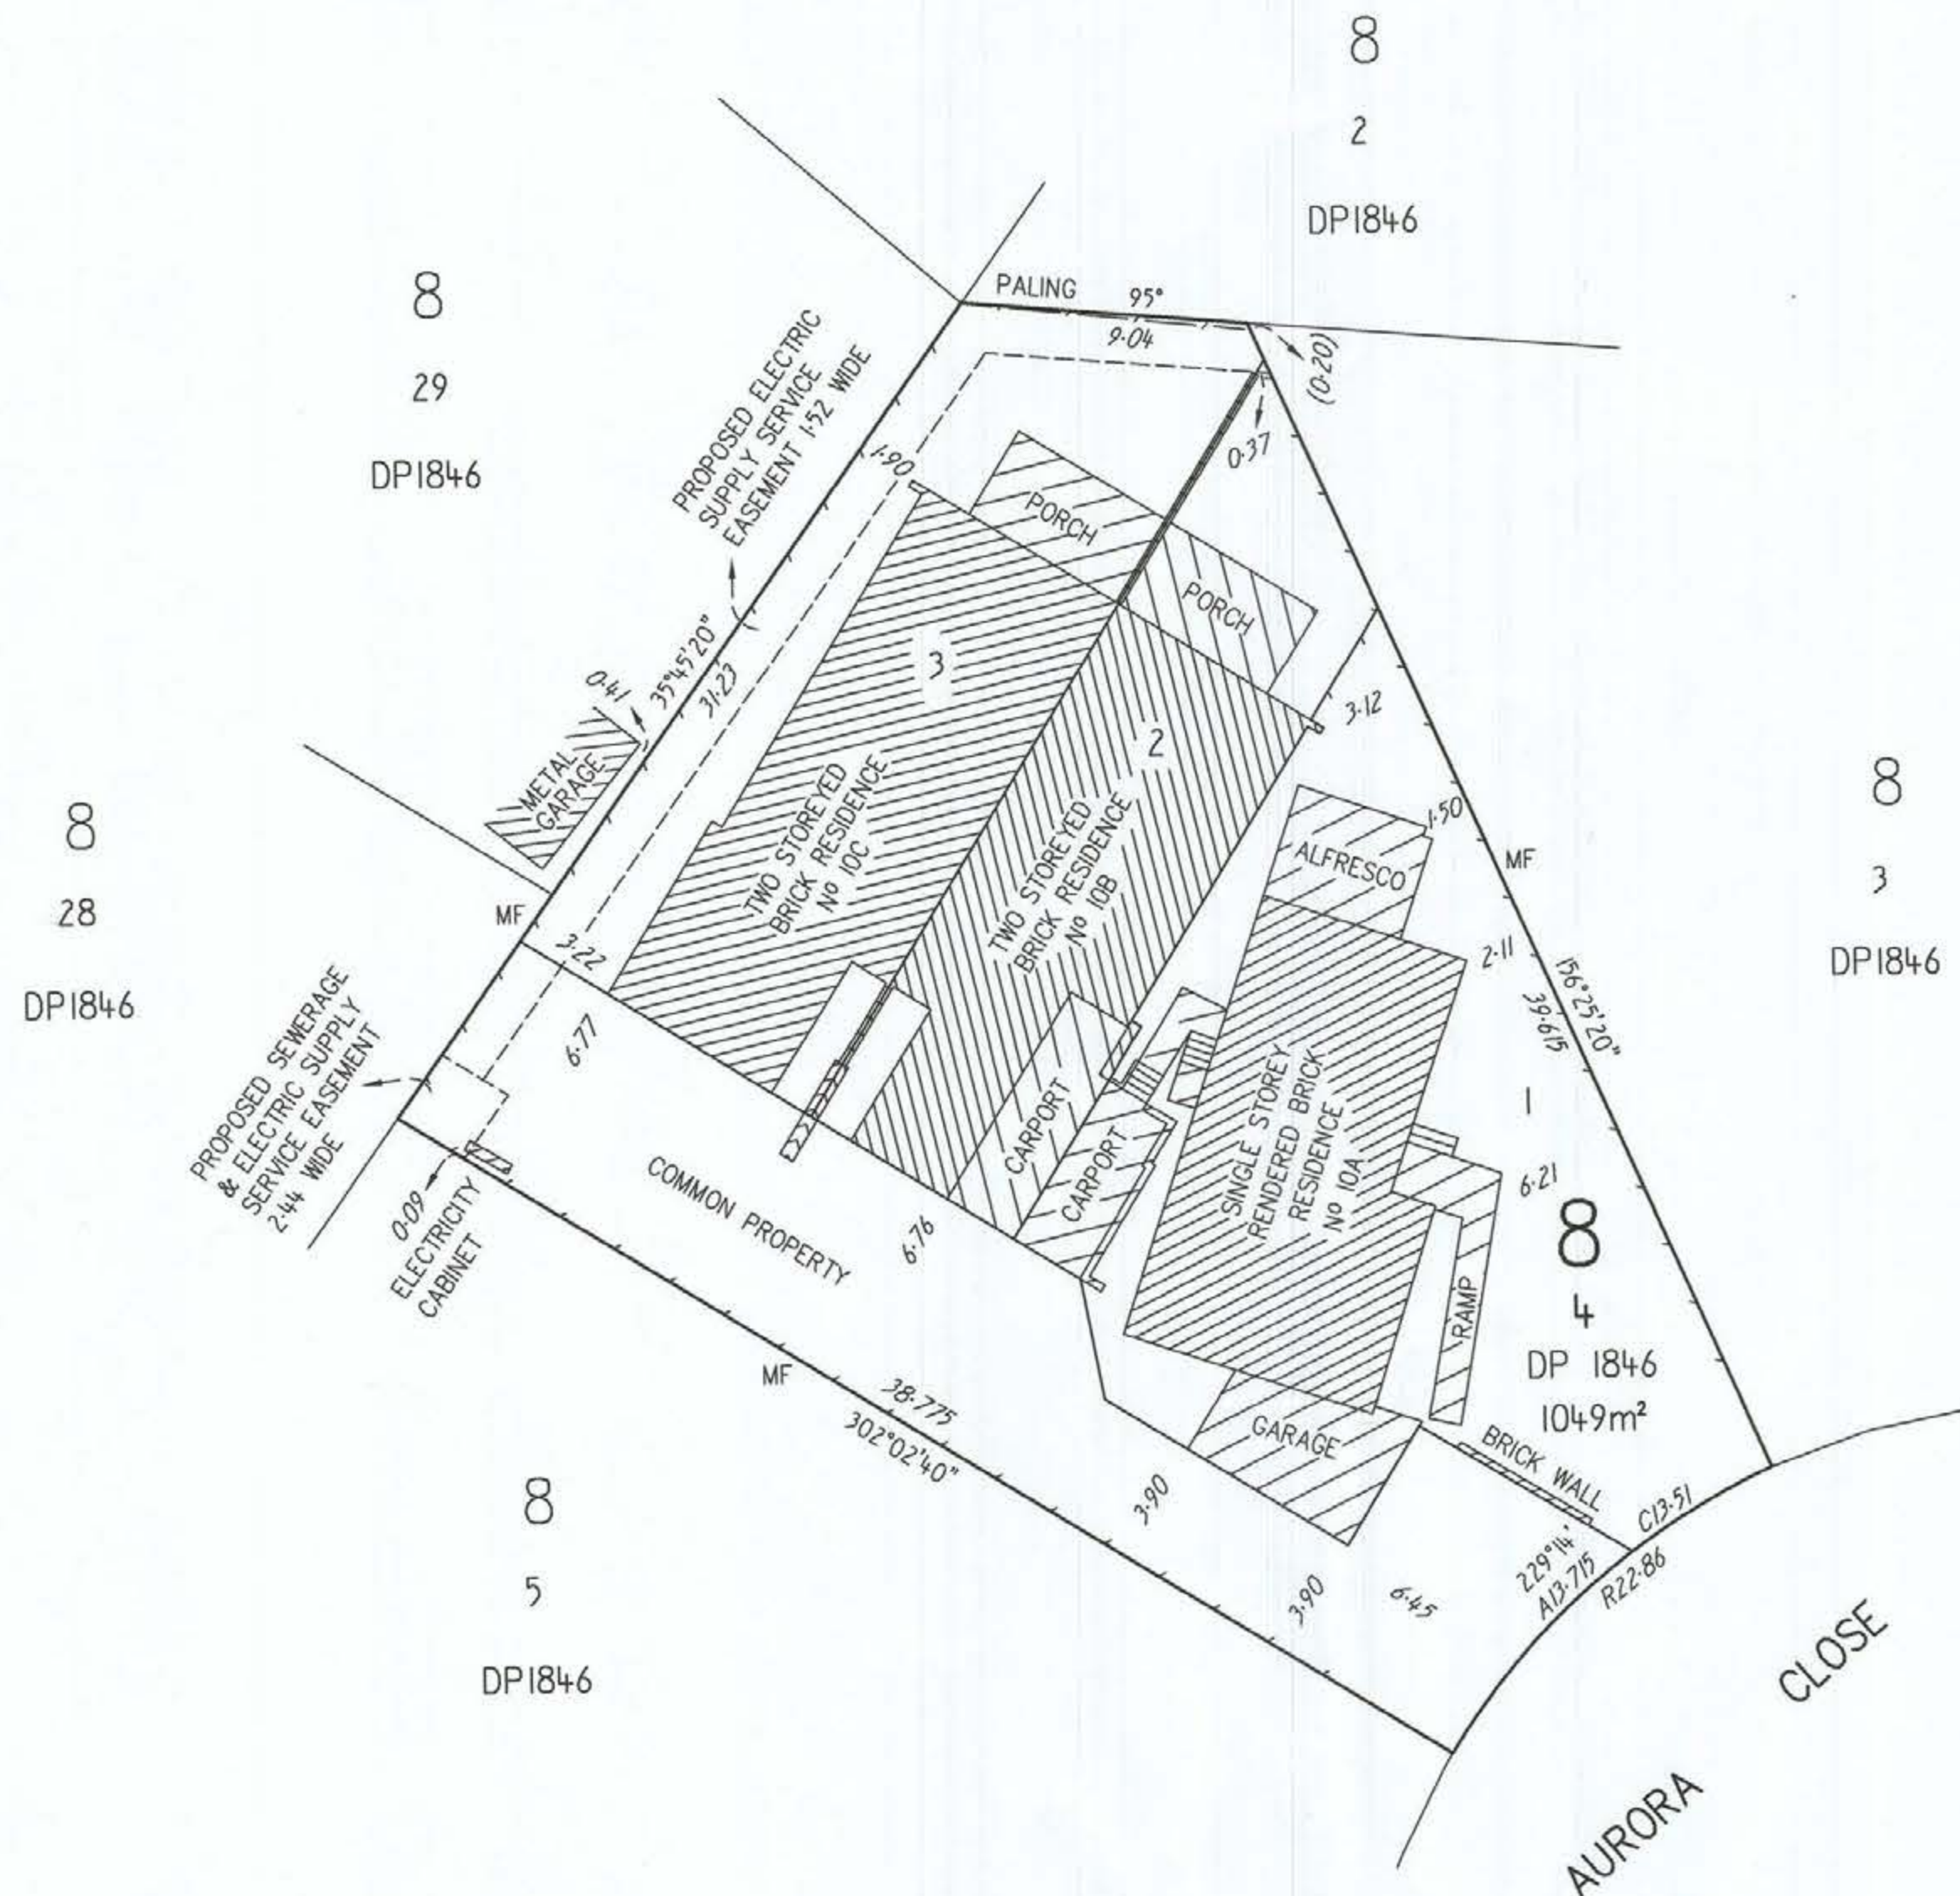 8
2
DP1846
8
29
DP1846
PALING
95°
9·04
(0·20)
0·37
PROPOSED ELECTRIC
SUPPLY SERVICE
EASEMENT 1·52 WIDE
1·90
PORCH
PORCH
3
2
3·12
0·41
35°45'20"
31·23
METAL
GARAGE
8
28
DP1846
MF
3·22
TWO STOREYED
BRICK RESIDENCE
Nº 10C
TWO STOREYED
BRICK RESIDENCE
Nº 10B
1·50
ALFRESCO
MF
2·11
156°25'20"
39·615
8
3
DP1846
PROPOSED SEWERAGE
& ELECTRIC SUPPLY
SERVICE EASEMENT
2·44 WIDE
6·77
0·09
ELECTRICITY
CABINET
COMMON PROPERTY
6·76
CARPORT
CARPORT
SINGLE STOREY
RENDERED BRICK
RESIDENCE
Nº 10A
1
6·21
RAMP
8
4
DP 1846
1049m²
MF
38·775
302°02'40"
GARAGE
BRICK WALL
3·90
3·90
6·45
C13·51
229°14'
A13·715
R22·86
8
5
DP1846
AURORA CLOSE